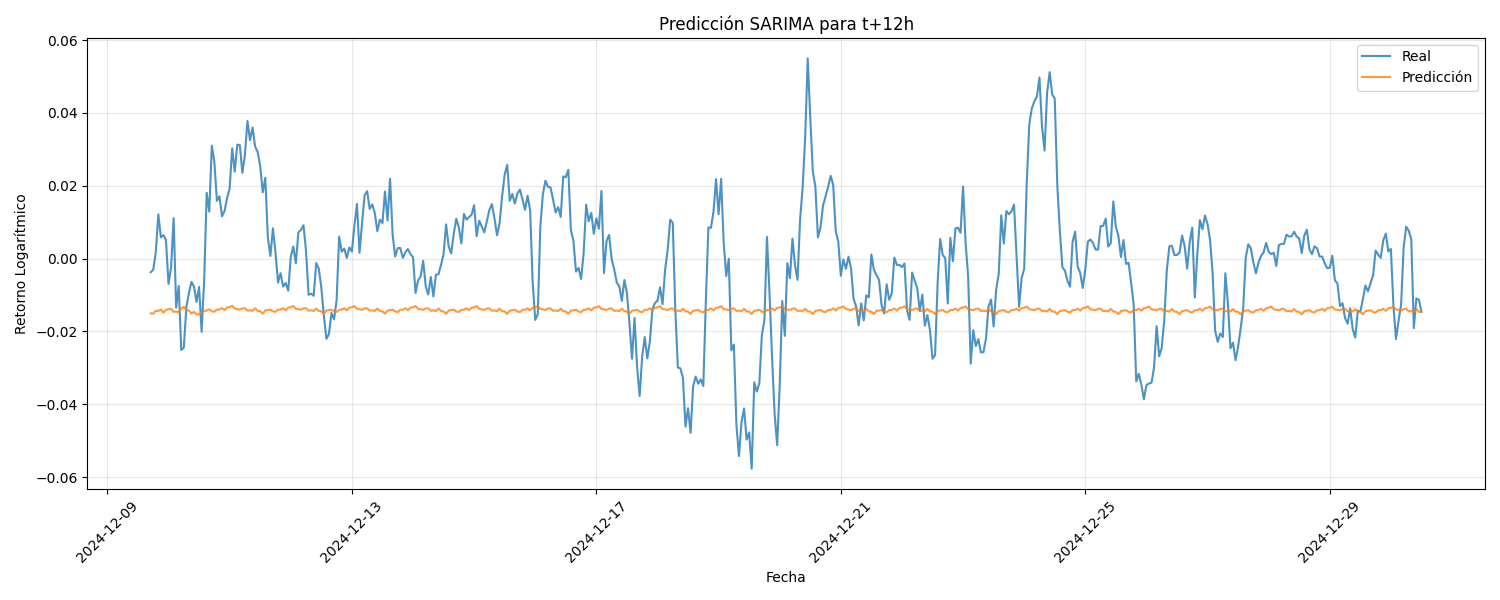 Predicción SARIMA para t+12h
Real
Predicción
Retorno Logarítmico
0.06
0.04
0.02
0.00
−0.02
−0.04
−0.06
2024-12-09
2024-12-13
2024-12-17
2024-12-21
2024-12-25
2024-12-29
Fecha